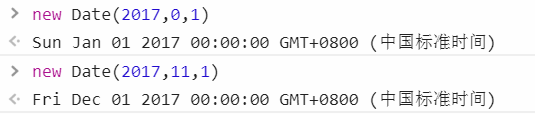 > new Date(2017,0,1)
< Sun Jan 01 2017 00:00:00 GMT+0800 (中国标准时间)
> new Date(2017,11,1)
< Fri Dec 01 2017 00:00:00 GMT+0800 (中国标准时间)